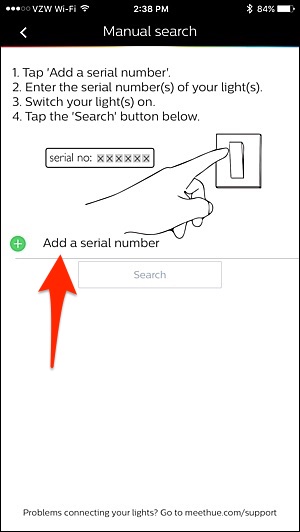 VZW Wi-Fi 2:38 PM 84%
Manual search
1. Tap 'Add a serial number'.
2. Enter the serial number(s) of your light(s).
3. Switch your light(s) on.
4. Tap the 'Search' button below.
serial no: xxxxxx
Add a serial number
Search
Problems connecting your lights? Go to meethue.com/support